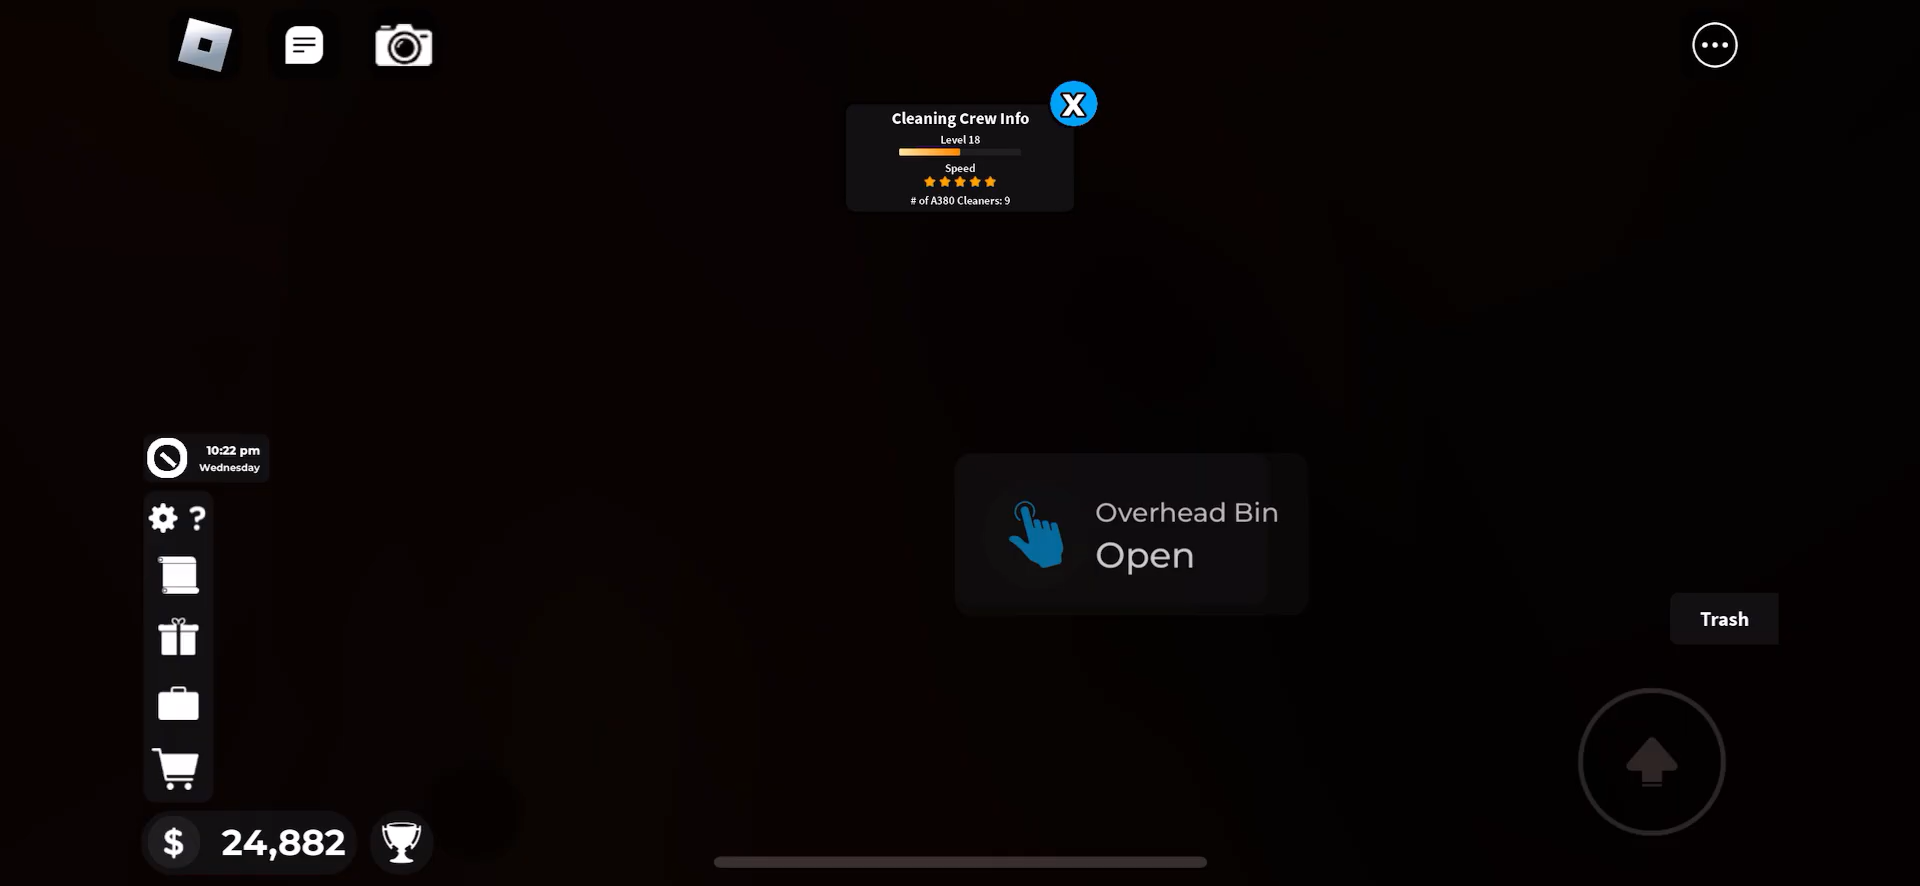 Cleaning Crew Info
X
Level 18
Speed
# of A380 Cleaners: 9
10:22 pm
Wednesday
?
Overhead Bin
Open
Trash
$ 24,882